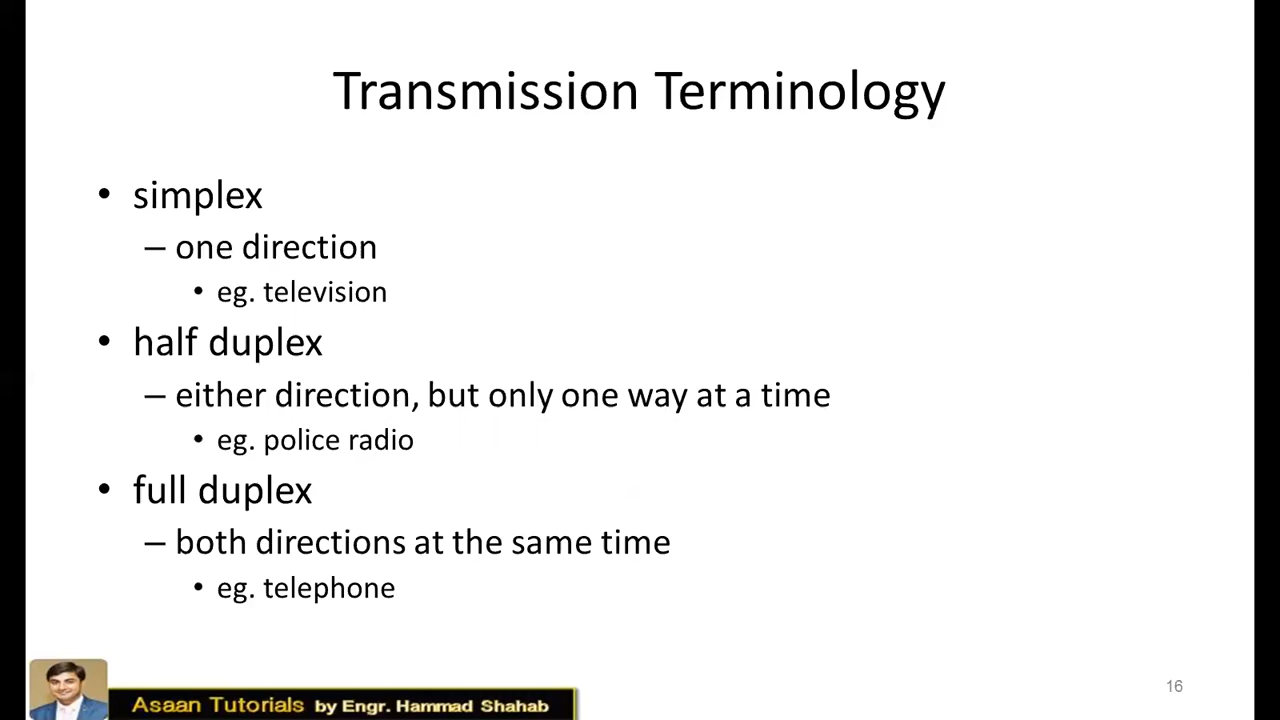 Transmission Terminology
• simplex
– one direction
• eg. television
• half duplex
– either direction, but only one way at a time
• eg. police radio
• full duplex
– both directions at the same time
• eg. telephone
16
Asaan Tutorials by Engr. Hammad Shahab